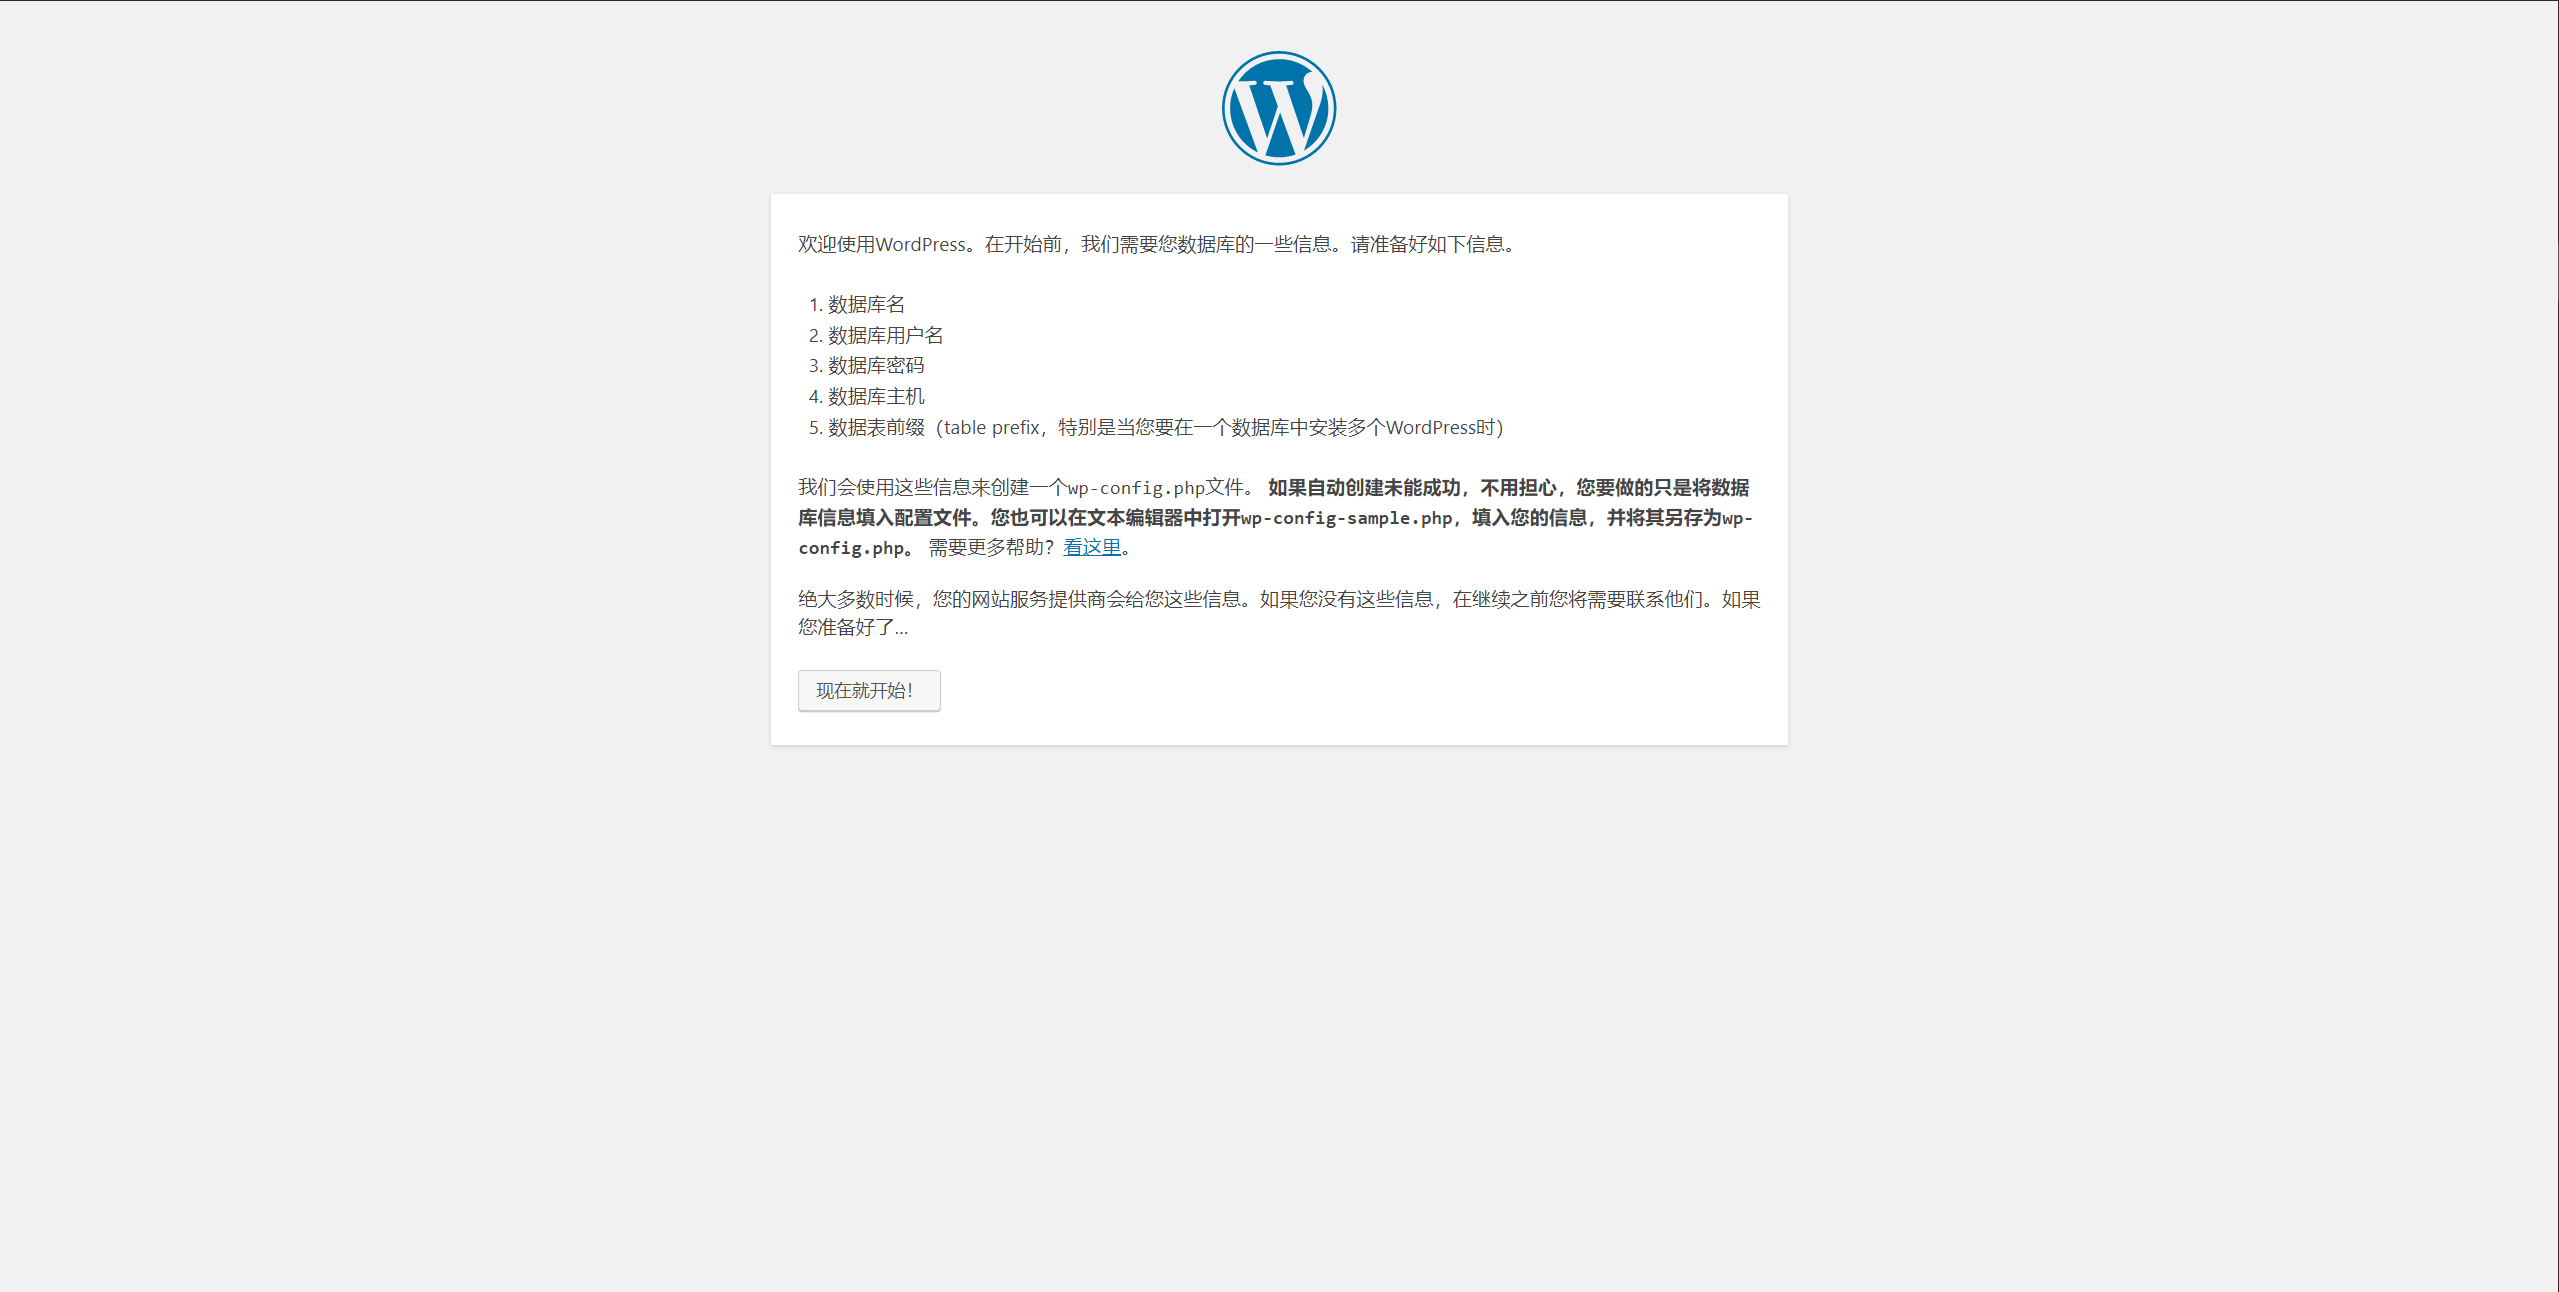 欢迎使用WordPress。在开始前，我们需要您数据库的一些信息。请准备好如下信息。
1. 数据库名
2. 数据库用户名
3. 数据库密码
4. 数据库主机
5. 数据表前缀（table prefix，特别是当您要在一个数据库中安装多个WordPress时）
我们会使用这些信息来创建一个wp-config.php文件。 如果自动创建未能成功，不用担心，您要做的只是将数据
库信息填入配置文件。您也可以在文本编辑器中打开wp-config-sample.php，填入您的信息，并将其另存为wp-
config.php。 需要更多帮助？看这里。
绝大多数时候，您的网站服务提供商会给您这些信息。如果您没有这些信息，在继续之前您将需要联系他们。如果
您准备好了…
现在就开始！